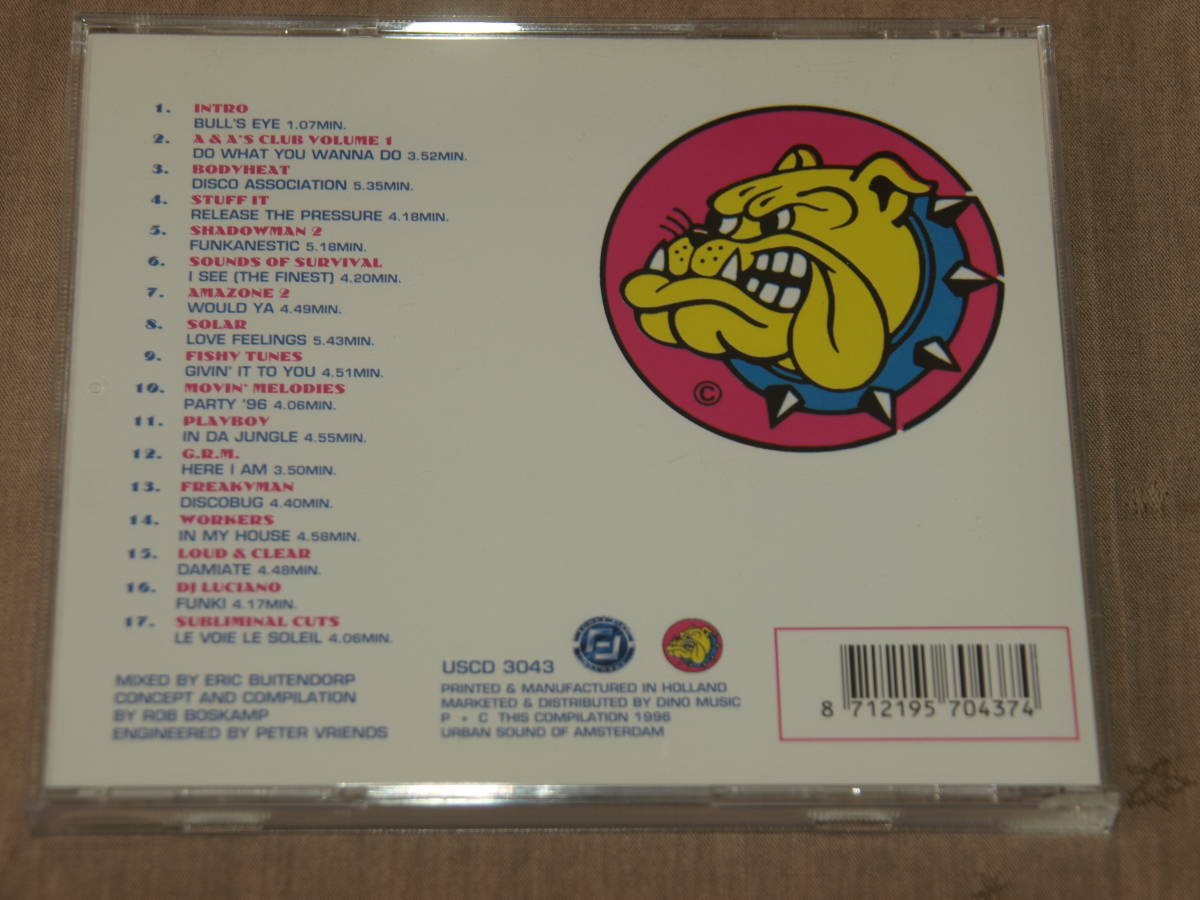 1. INTRO
BULL'S EYE 1.07MIN.
2. A & A'S CLUB VOLUME 1
DO WHAT YOU WANNA DO 3.52MIN.
3. BODYHEAT
DISCO ASSOCIATION 5.35MIN.
4. STUFF IT
RELEASE THE PRESSURE 4.18MIN.
5. SHADOWMAN 2
FUNKANESTIC 5.18MIN.
6. SOUNDS OF SURVIVAL
I SEE (THE FINEST) 4.20MIN.
7. AMAZONE 2
WOULD YA 4.49MIN.
8. SOLAR
LOVE FEELINGS 5.43MIN.
9. FISHY TUNES
GIVIN' IT TO YOU 4.51MIN.
10. MOVIN' MELODIES
PARTY '96 4.06MIN.
11. PLAYBOY
IN DA JUNGLE 4.55MIN.
12. G.R.M.
HERE I AM 3.50MIN.
13. FREAKYMAN
DISCOBUG 4.40MIN.
14. WORKERS
IN MY HOUSE 4.58MIN.
15. LOUD & CLEAR
DAMIATE 4.48MIN.
16. DJ LUCIANO
FUNKI 4.17MIN.
17. SUBLIMINAL CUTS
LE VOIE LE SOLEIL 4.06MIN.
MIXED BY ERIC BUITENDORP
CONCEPT AND COMPILATION
BY ROB BOSKAMP
ENGINEERED BY PETER VRIENDS
©
USCD 3043
PRINTED & MANUFACTURED IN HOLLAND
MARKETED & DISTRIBUTED BY DINO MUSIC
P + C THIS COMPILATION 1996
URBAN SOUND OF AMSTERDAM
8 712195 704374